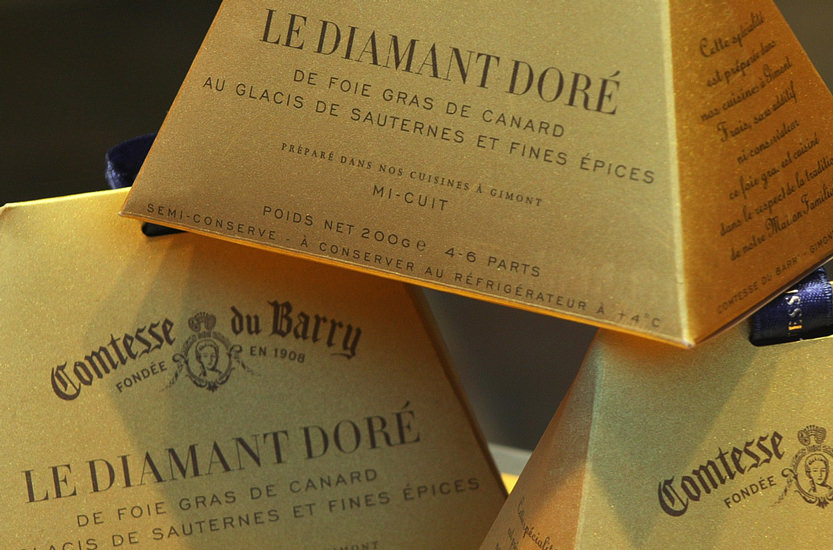 LE DIAMANT DORÉ
DE FOIE GRAS DE CANARD
AU GLACIS DE SAUTERNES ET FINES ÉPICES
PRÉPARÉ DANS NOS CUISINES À GIMONT
MI-CUIT
POIDS NET 200G ℮ 4-6 PARTS
SEMI-CONSERVE - À CONSERVER AU RÉFRIGÉRATEUR À +4°C
Cette spécialité
est préparée dans
nos cuisines à Gimont
Frais, sans additif
ni conservateur
ce foie gras est cuisiné
dans le respect de la tradition
de notre Maison Familiale
COMTESSE DU BARRY - GIMONT
Comtesse du Barry
FONDÉE EN 1908
LE DIAMANT DORÉ
DE FOIE GRAS DE CANARD
GLACIS DE SAUTERNES ET FINES ÉPICES
GIMONT
ESSE
Comtesse
FONDÉE
spécialité